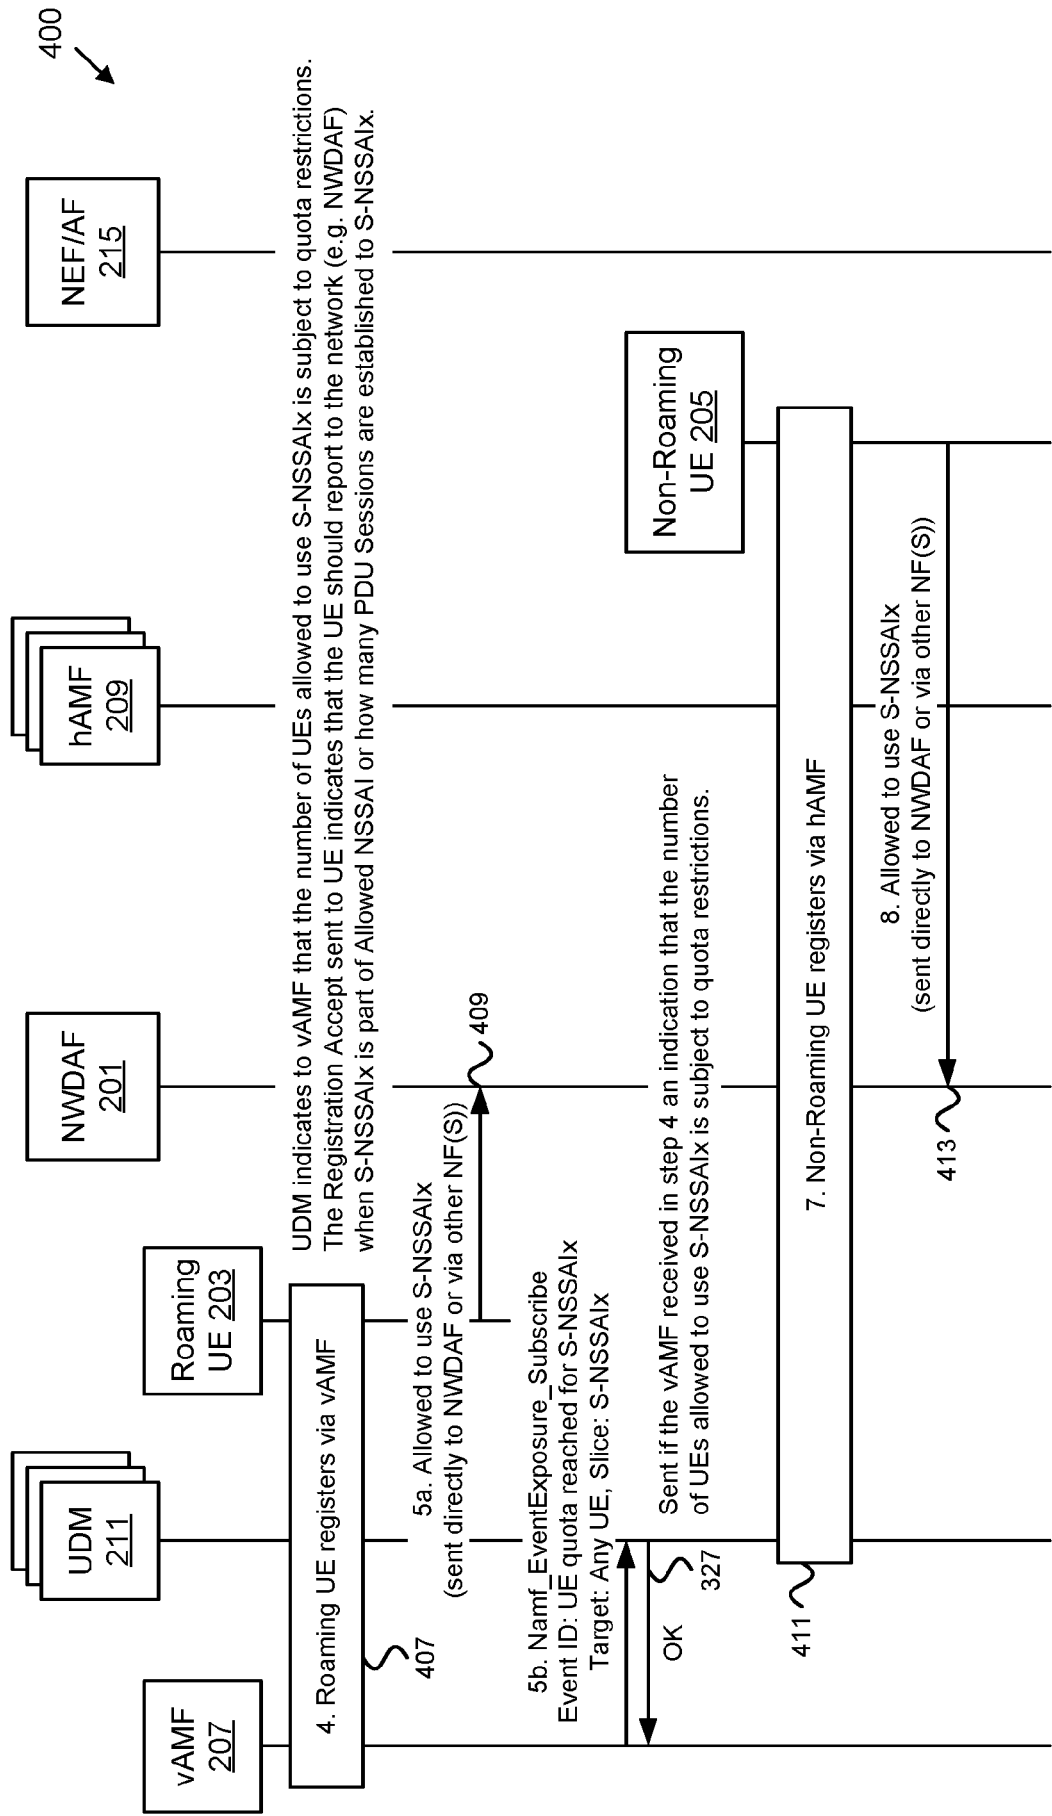 400
vAMF
207
UDM
211
Roaming
UE 203
NWDAF
201
hAMF
209
NEF/AF
215
4. Roaming UE registers via vAMF
407
UDM indicates to vAMF that the number of UEs allowed to use S-NSSAIx is subject to quota restrictions.
The Registration Accept sent to UE indicates that the UE should report to the network (e.g. NWDAF)
when S-NSSAIx is part of Allowed NSSAI or how many PDU Sessions are established to S-NSSAIx.
5a. Allowed to use S-NSSAIx
(sent directly to NWDAF or via other NF(S))
409
5b. Namf_EventExposure_Subscribe
Event ID: UE quota reached for S-NSSAIx
Target: Any UE, Slice: S-NSSAIx
OK
327
Sent if the vAMF received in step 4 an indication that the number
of UEs allowed to use S-NSSAIx is subject to quota restrictions.
Non-Roaming
UE 205
7. Non-Roaming UE registers via hAMF
411
8. Allowed to use S-NSSAIx
(sent directly to NWDAF or via other NF(S))
413